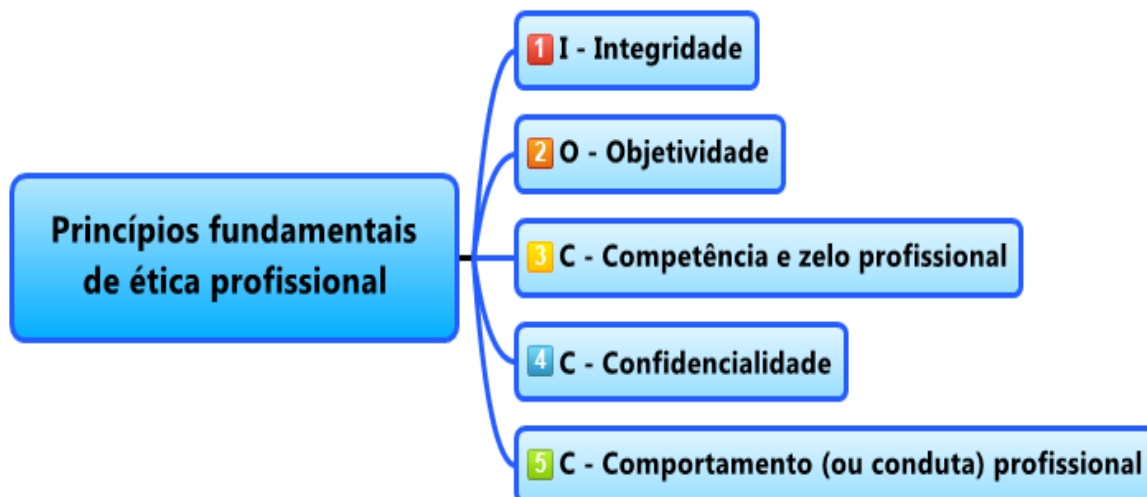 Princípios fundamentais
de ética profissional
1 I - Integridade
2 O - Objetividade
3 C - Competência e zelo profissional
4 C - Confidencialidade
5 C - Comportamento (ou conduta) profissional